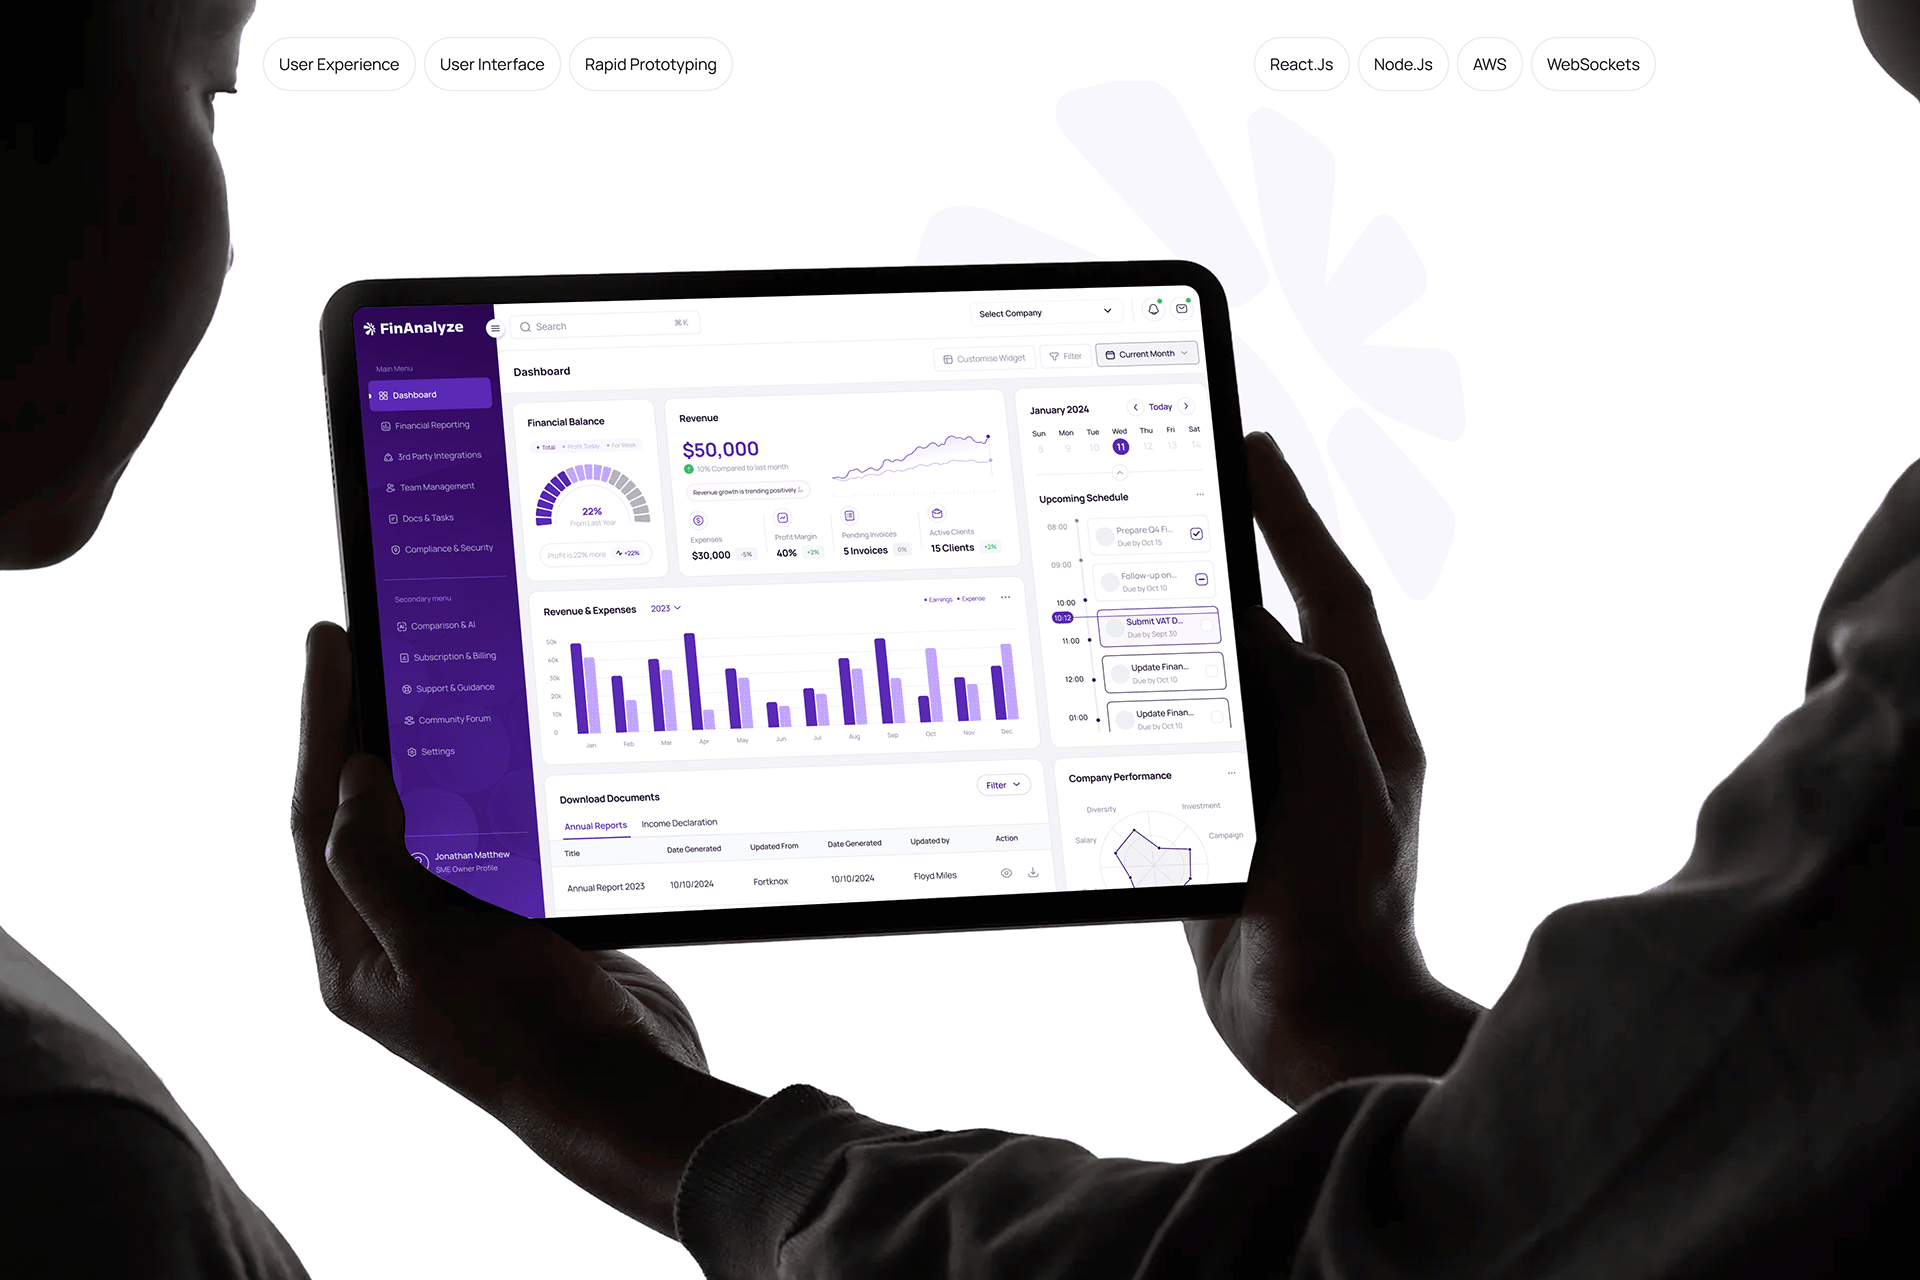 User Experience
User Interface
Rapid Prototyping
React.Js
Node.Js
AWS
WebSockets
FinAnalyze
Search
⌘K
Select Company
Main Menu
Dashboard
Financial Reporting
3rd Party Integrations
Team Management
Docs & Tasks
Compliance & Security
Secondary menu
Comparison & AI
Subscription & Billing
Support & Guidance
Community Forum
Settings
Jonathan Matthew
SME Owner Profile
Dashboard
Customise Widget
Filter
Current Month
Financial Balance
Total
Profit Today
For Week
22%
From Last Year
Profit is 22% more
+22%
Revenue
$50,000
10% Compared to last month
Revenue growth is trending positively
Expenses
$30,000
-5%
Profit Margin
40%
+2%
Pending Invoices
5 Invoices
0%
Active Clients
15 Clients
+2%
January 2024
Today
Sun Mon Tue Wed Thu Fri Sat
8 9 10 11 12 13 14
Upcoming Schedule
08:00
Prepare Q4 Fi...
Due by Oct 15
09:00
Follow-up on...
Due by Oct 10
10:00
10:12
Submit VAT D...
Due by Sept 30
11:00
Update Finan...
Due by Oct 10
12:00
Update Finan...
Due by Oct 10
01:00
Revenue & Expenses
2023
Earnings
Expense
50k
40k
30k
20k
10k
0
Jan Feb Mar Apr May Jun Jul Aug Sep Oct Nov Dec
Download Documents
Filter
Annual Reports
Income Declaration
Title
Date Generated
Updated From
Date Generated
Updated by
Action
Annual Report 2023
10/10/2024
Fortknox
10/10/2024
Floyd Miles
Company Performance
Diversity
Investment
Salary
Campaign